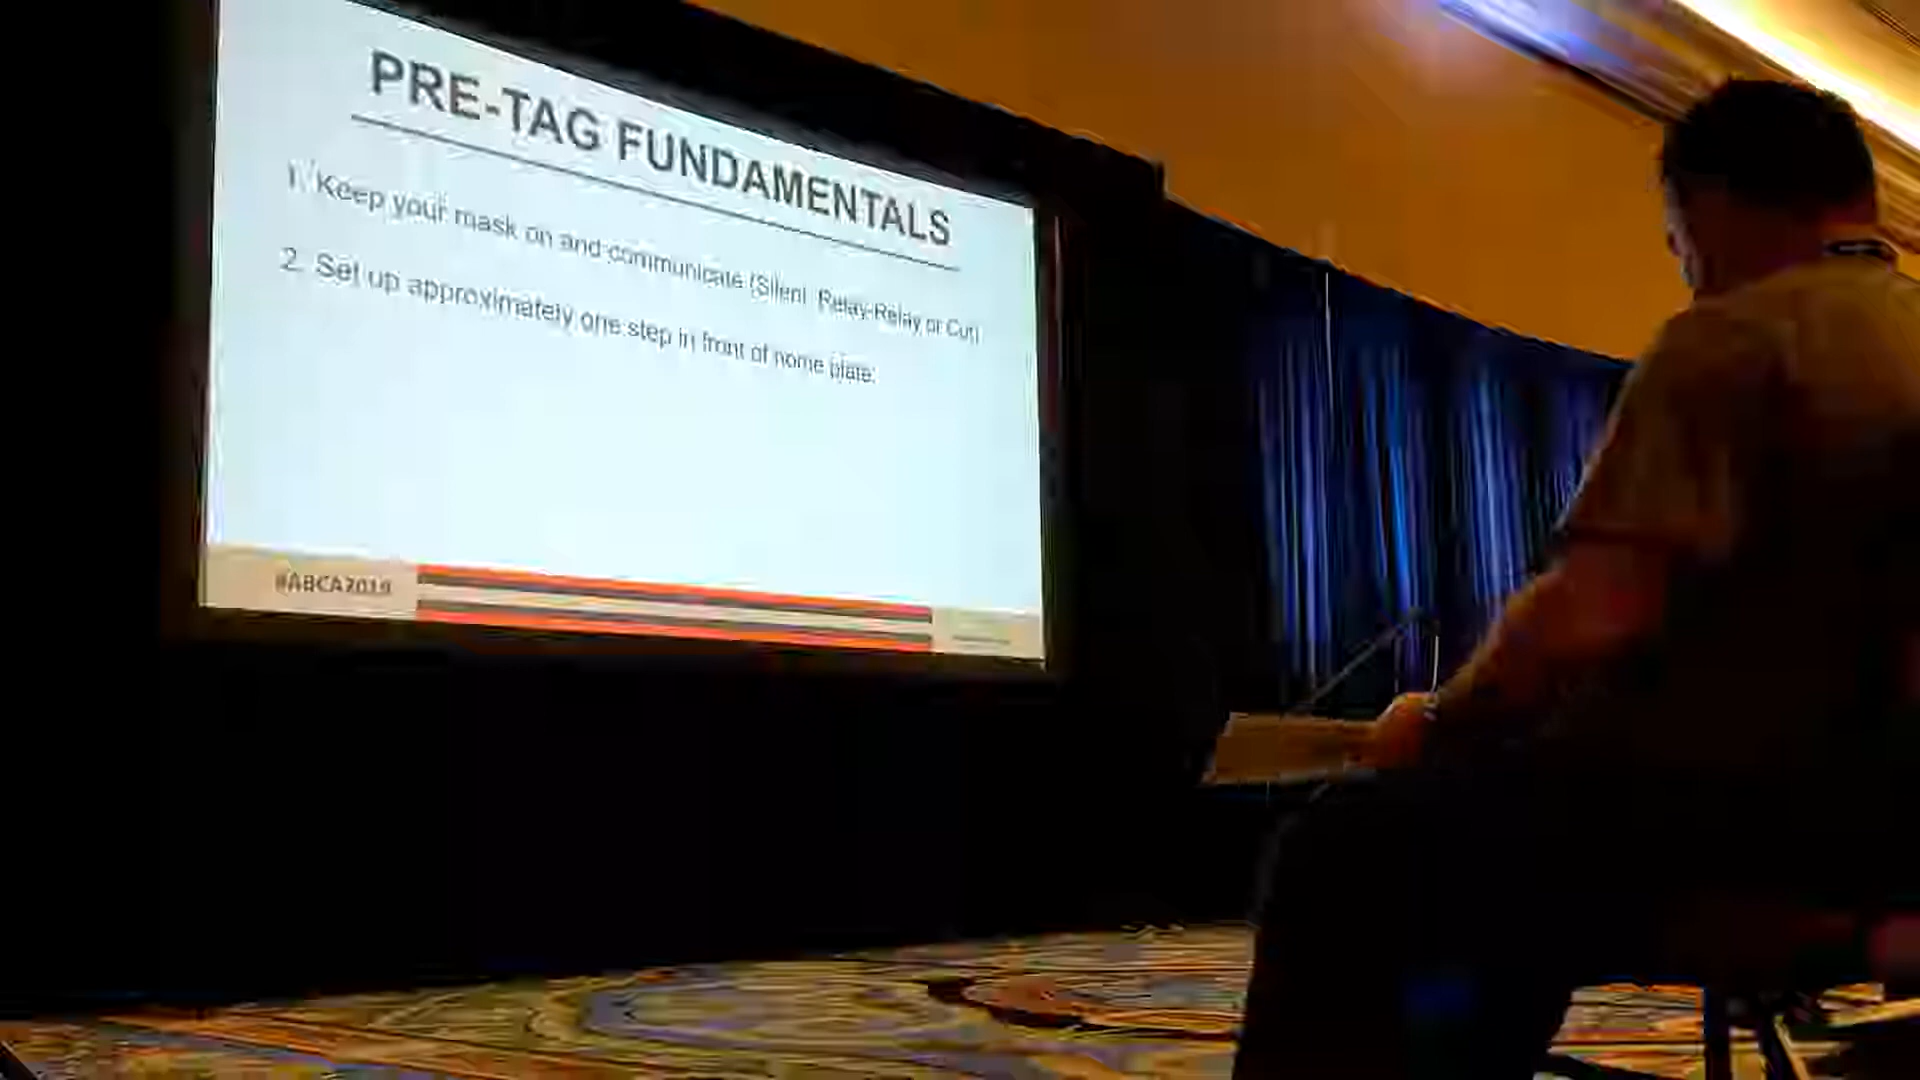 PRE-TAG FUNDAMENTALS
1. Keep your mask on and communicate (Silent, Relay-Relay or Cut)
2. Set up approximately one step in front of home plate.
#ABCA2019